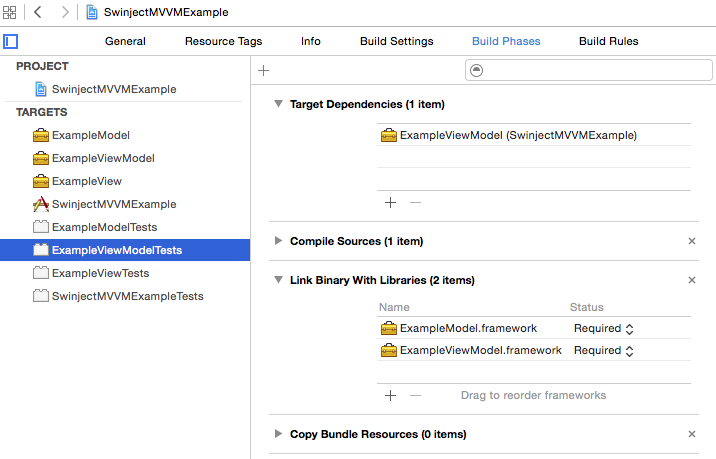 SwinjectMVVMExample
General Resource Tags Info Build Settings Build Phases Build Rules
PROJECT
SwinjectMVVMExample
TARGETS
ExampleModel
ExampleViewModel
ExampleView
SwinjectMVVMExample
ExampleModelTests
ExampleViewModelTests
ExampleViewTests
SwinjectMVVMExampleTests
Target Dependencies (1 item)
ExampleViewModel (SwinjectMVVMExample)
Compile Sources (1 item)
Link Binary With Libraries (2 items)
Name Status
ExampleModel.framework Required
ExampleViewModel.framework Required
Drag to reorder frameworks
Copy Bundle Resources (0 items)